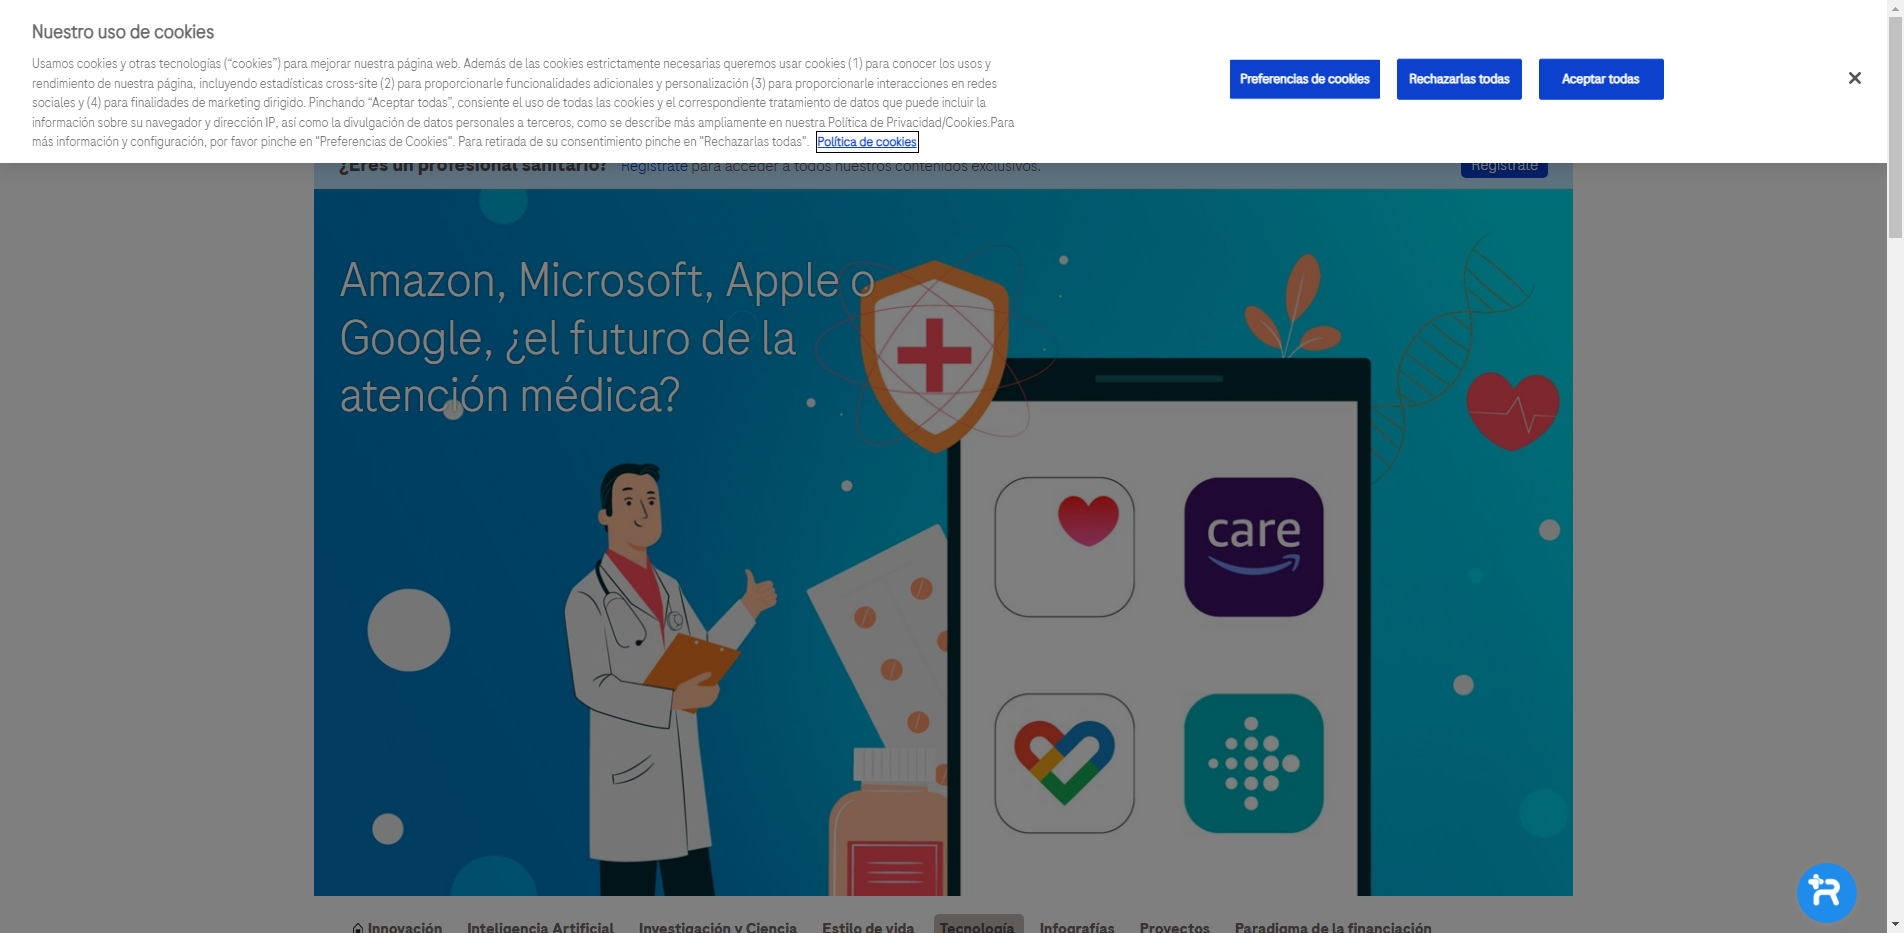 Nuestro uso de cookies
Usamos cookies y otras tecnologías (“cookies”) para mejorar nuestra página web. Además de las cookies estrictamente necesarias queremos usar cookies (1) para conocer los usos y
rendimiento de nuestra página, incluyendo estadísticas cross-site (2) para proporcionarle funcionalidades adicionales y personalización (3) para proporcionarle interacciones en redes
sociales y (4) para finalidades de marketing dirigido. Pinchando “Aceptar todas”, consiente el uso de todas las cookies y el correspondiente tratamiento de datos que puede incluir la
información sobre su navegador y dirección IP, así como la divulgación de datos personales a terceros, como se describe más ampliamente en nuestra Política de Privacidad/Cookies.Para
más información y configuración, por favor pinche en "Preferencias de Cookies". Para retirada de su consentimiento pinche en "Rechazarlas todas". Política de cookies
Preferencias de cookies
Rechazarlas todas
Aceptar todas
¿Eres un profesional sanitario? Regístrate para acceder a todos nuestros contenidos exclusivos.
Regístrate
Amazon, Microsoft, Apple o
Google, ¿el futuro de la
atención médica?
care
Innovación Inteligencia Artificial Investigación y Ciencia Estilo de vida Tecnología Infografías Proyectos Paradigma de la financiación